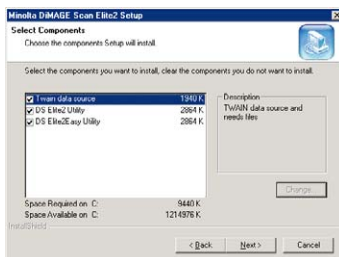 Minolta DiMAGE Scan Elite2 Setup
Select Components
Choose the components Setup will install.
Select the components you want to install, clear the components you do not want to install.
Twain data source 1940 K
DS Elite2 Utility 2864 K
DS Elite2Easy Utility 2864 K
Description
TWAIN data source and needs files
Change...
Space Required on C: 9440 K
Space Available on C: 1214976 K
InstallShield
< Back
Next >
Cancel